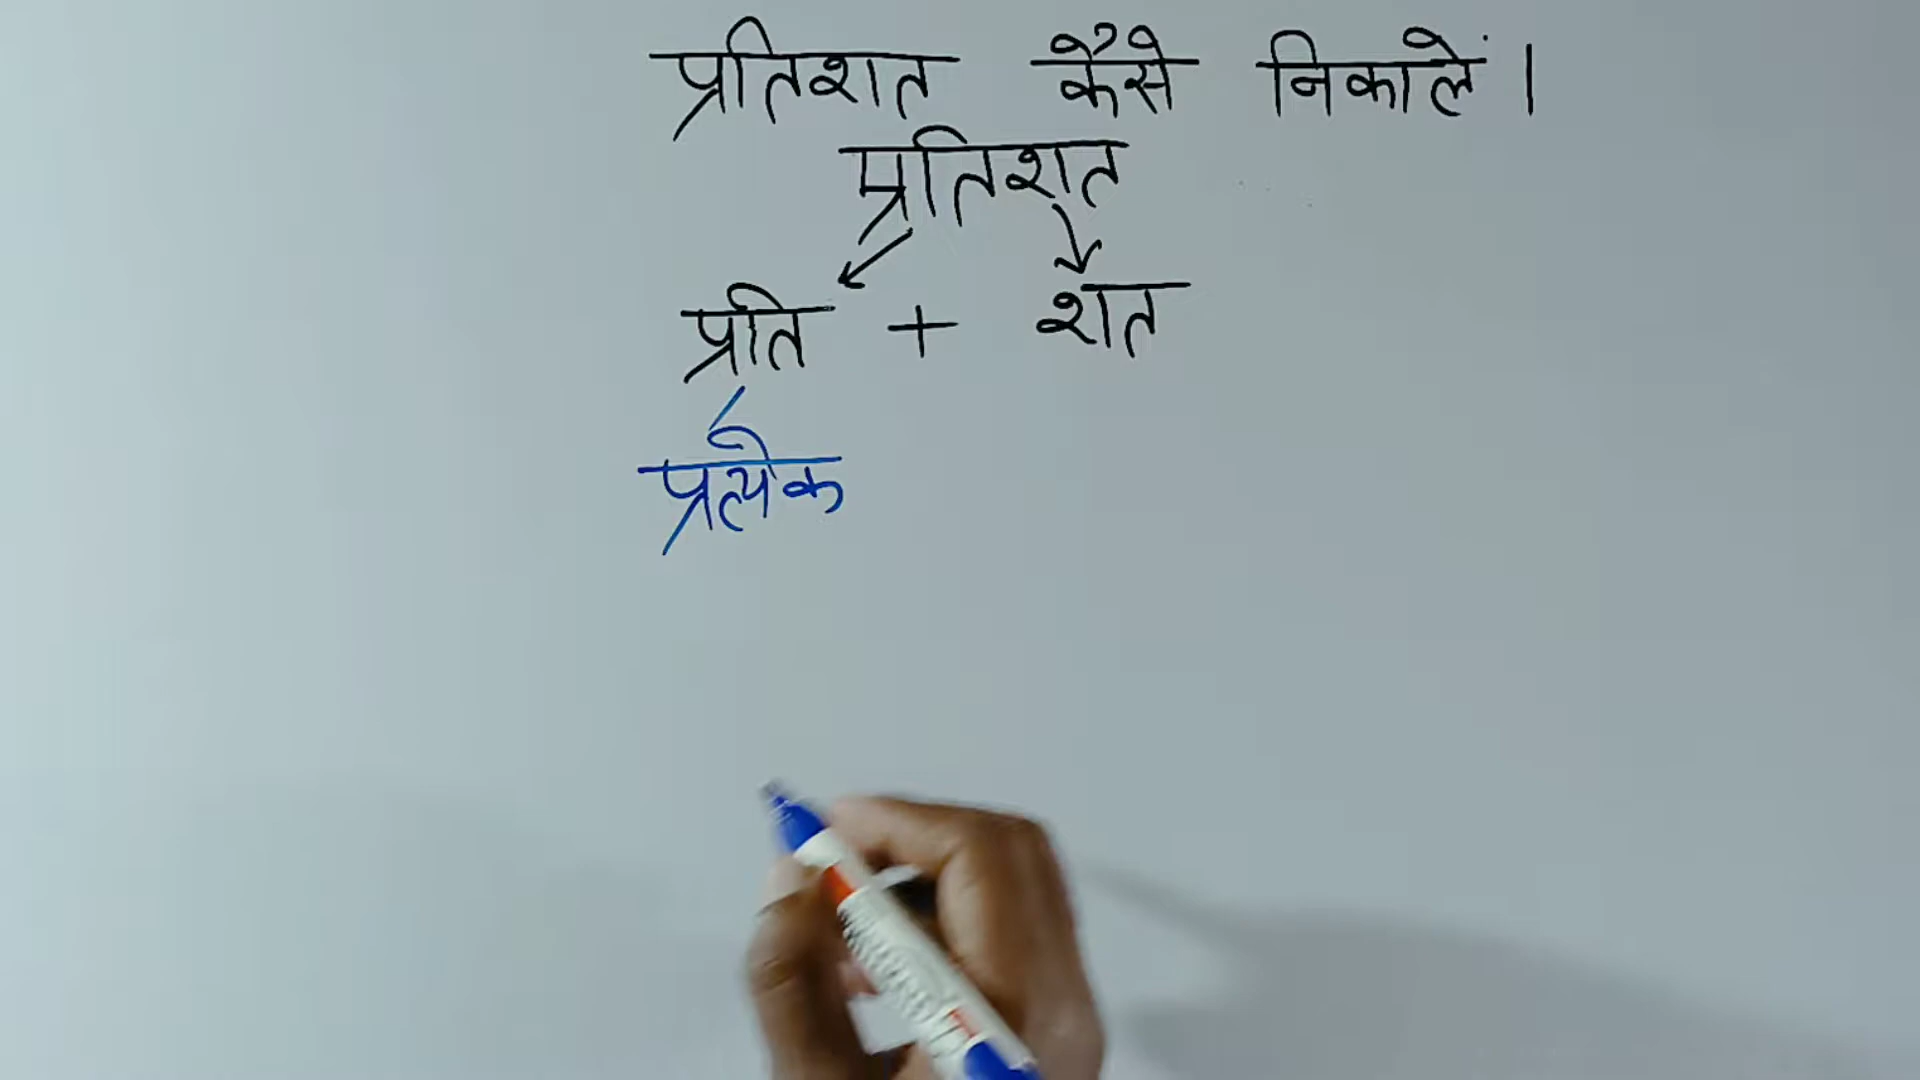 प्रतिशत कैसे निकालें।
प्रतिशत
प्रति + शत
प्रत्येक